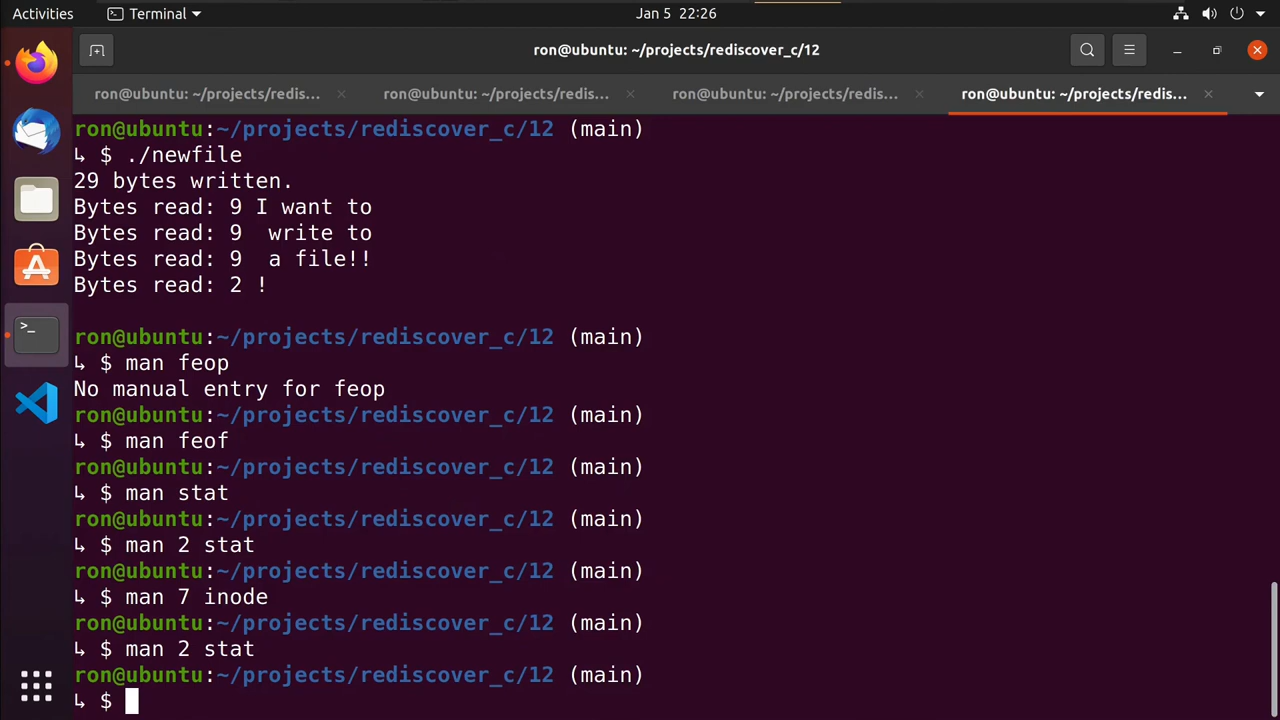 Activities Terminal Jan 5 22:26
ron@ubuntu: ~/projects/rediscover_c/12
ron@ubuntu: ~/projects/redis... ron@ubuntu: ~/projects/redis... ron@ubuntu: ~/projects/redis... ron@ubuntu: ~/projects/redis...
ron@ubuntu:~/projects/rediscover_c/12 (main)
↳ $ ./newfile
29 bytes written.
Bytes read: 9 I want to
Bytes read: 9  write to
Bytes read: 9  a file!!
Bytes read: 2 !
ron@ubuntu:~/projects/rediscover_c/12 (main)
↳ $ man feop
No manual entry for feop
ron@ubuntu:~/projects/rediscover_c/12 (main)
↳ $ man feof
ron@ubuntu:~/projects/rediscover_c/12 (main)
↳ $ man stat
ron@ubuntu:~/projects/rediscover_c/12 (main)
↳ $ man 2 stat
ron@ubuntu:~/projects/rediscover_c/12 (main)
↳ $ man 7 inode
ron@ubuntu:~/projects/rediscover_c/12 (main)
↳ $ man 2 stat
ron@ubuntu:~/projects/rediscover_c/12 (main)
↳ $